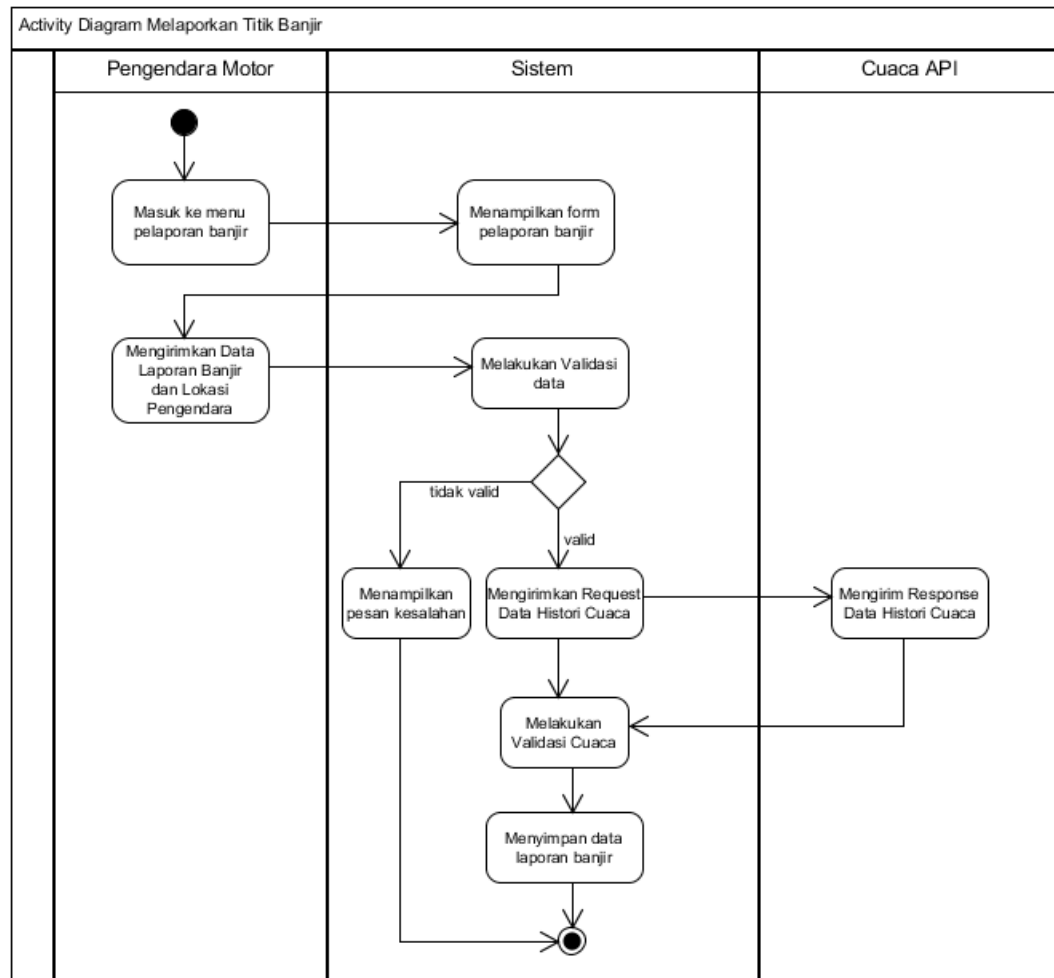 Activity Diagram Melaporkan Titik Banjir
Pengendara Motor
Sistem
Cuaca API
Masuk ke menu
pelaporan banjir
Menampilkan form
pelaporan banjir
Mengirimkan Data
Laporan Banjir
dan Lokasi
Pengendara
Melakukan Validasi
data
tidak valid
valid
Menampilkan
pesan kesalahan
Mengirimkan Request
Data Histori Cuaca
Mengirim Response
Data Histori Cuaca
Melakukan
Validasi Cuaca
Menyimpan data
laporan banjir